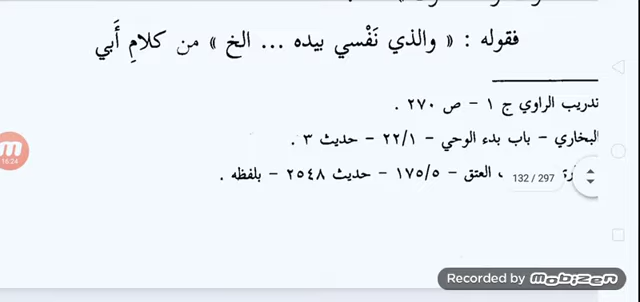 فقوله : « والذي نَفْسي بيده ... الخ » من كلامِ أَبي
تدريب الراوي ج ١ - ص ٢٧٠ .
البخاري - باب بدء الوحي - ٢٢/١ - حديث ٣ .
العتق - ١٧٥/٥ - حديث ٢٥٤٨ - بلفظه .
132 / 297
16:24
Recorded by mobizen